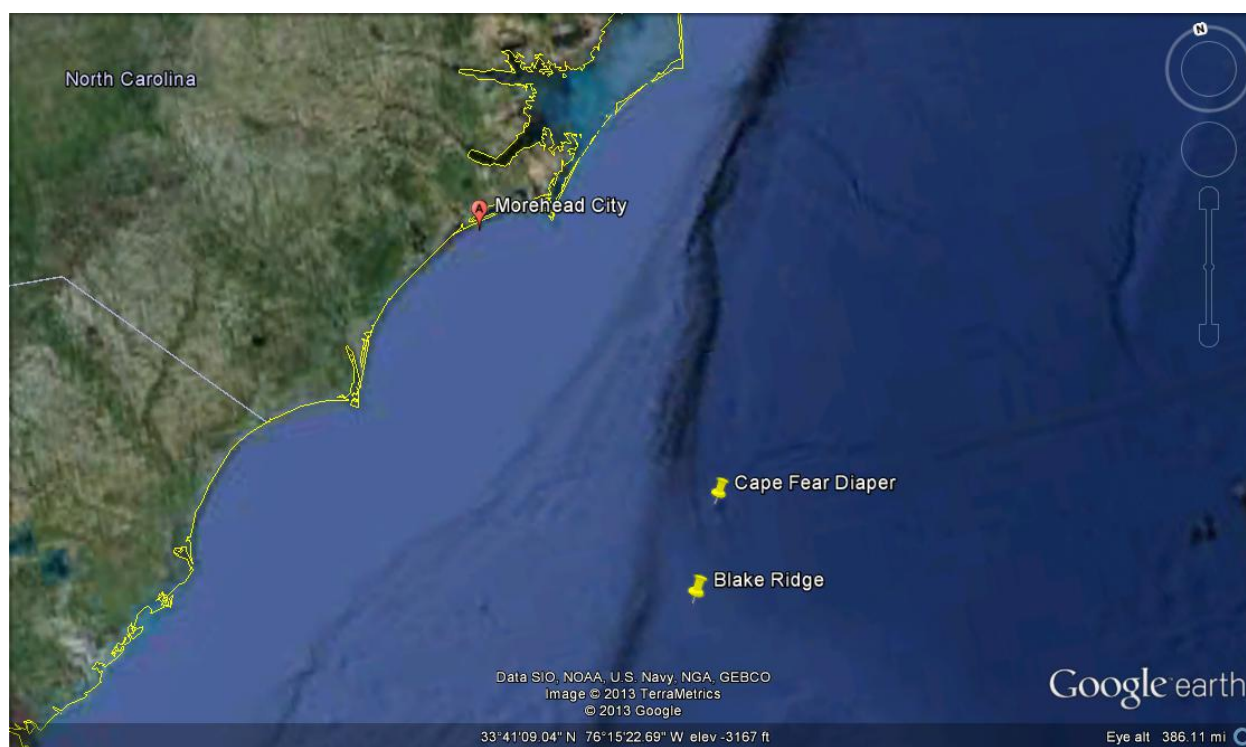 North Carolina
N
A
Morehead City
Cape Fear Diaper
Blake Ridge
Data SIO, NOAA, U.S. Navy, NGA, GEBCO
Image © 2013 TerraMetrics
© 2013 Google
Google earth
33°41'09.04" N 76°15'22.69" W elev -3167 ft
Eye alt 386.11 mi